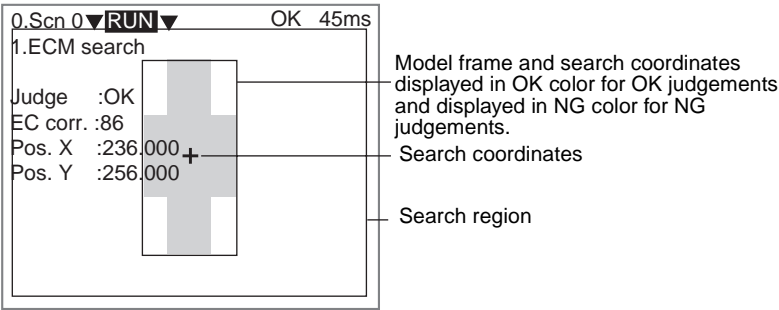 0.Scn 0▼RUN▼ OK 45ms
1.ECM search
Judge :OK
EC corr. :86
Pos. X :236.000
Pos. Y :256.000
Model frame and search coordinates
displayed in OK color for OK judgements
and displayed in NG color for NG
judgements.
Search coordinates
Search region